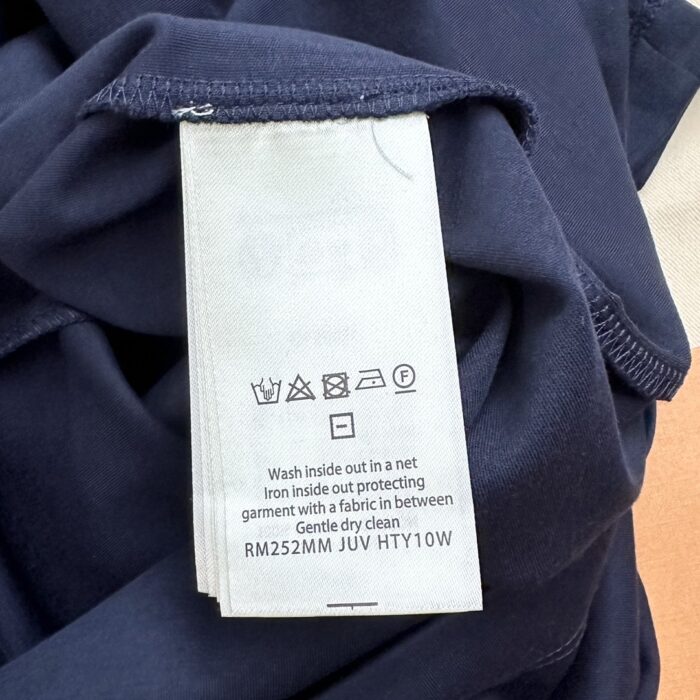 F
Wash inside out in a net
Iron inside out protecting
garment with a fabric in between
Gentle dry clean
RM252MM JUV HTY10W